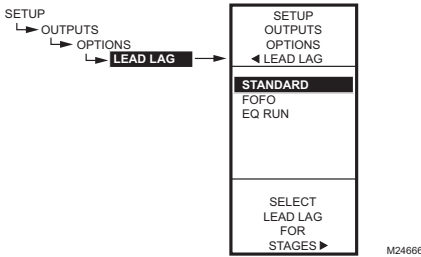 SETUP
OUTPUTS
OPTIONS
LEAD LAG
SETUP
OUTPUTS
OPTIONS
◀ LEAD LAG
STANDARD
FOFO
EQ RUN
SELECT
LEAD LAG
FOR
STAGES ▶
M24666